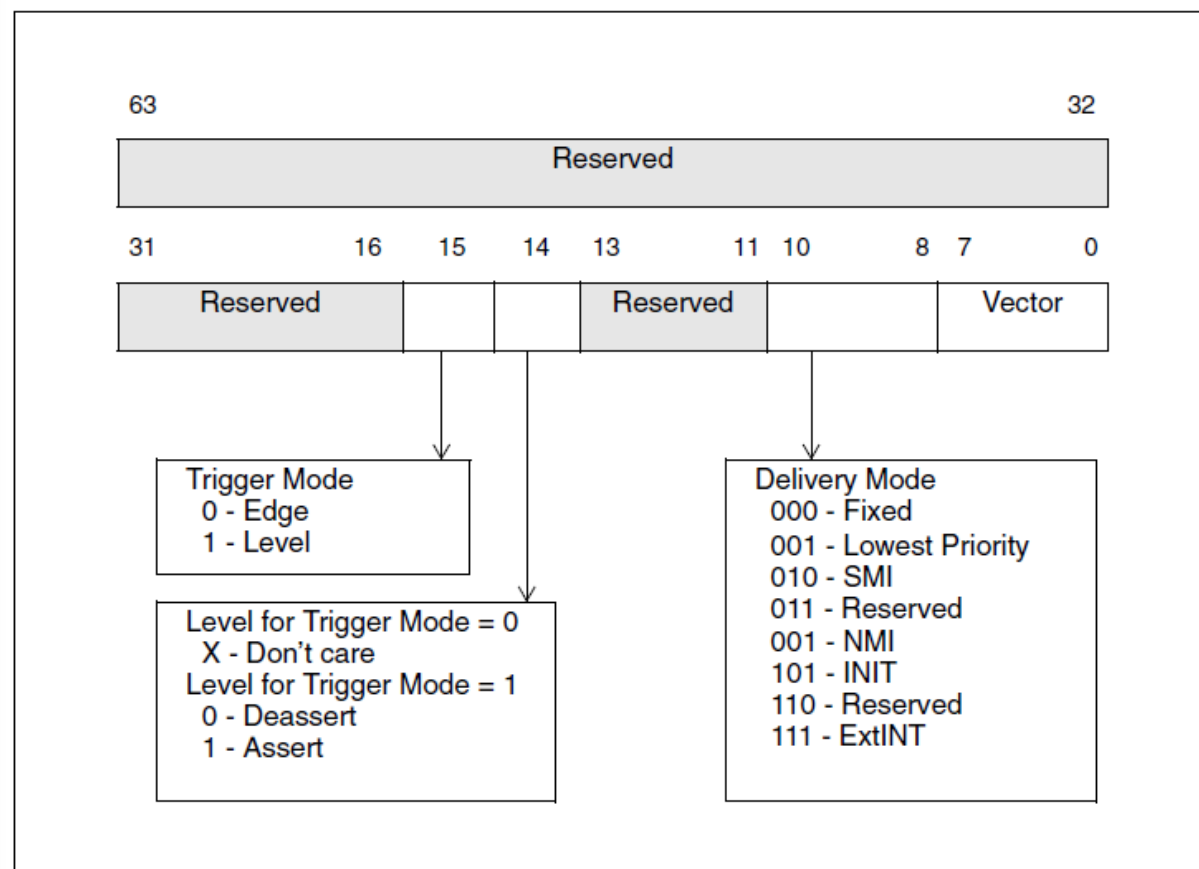 63 32
Reserved
31 16 15 14 13 11 10 8 7 0
Reserved Reserved Vector
Trigger Mode
0 - Edge
1 - Level
Level for Trigger Mode = 0
X - Don't care
Level for Trigger Mode = 1
0 - Deassert
1 - Assert
Delivery Mode
000 - Fixed
001 - Lowest Priority
010 - SMI
011 - Reserved
001 - NMI
101 - INIT
110 - Reserved
111 - ExtINT